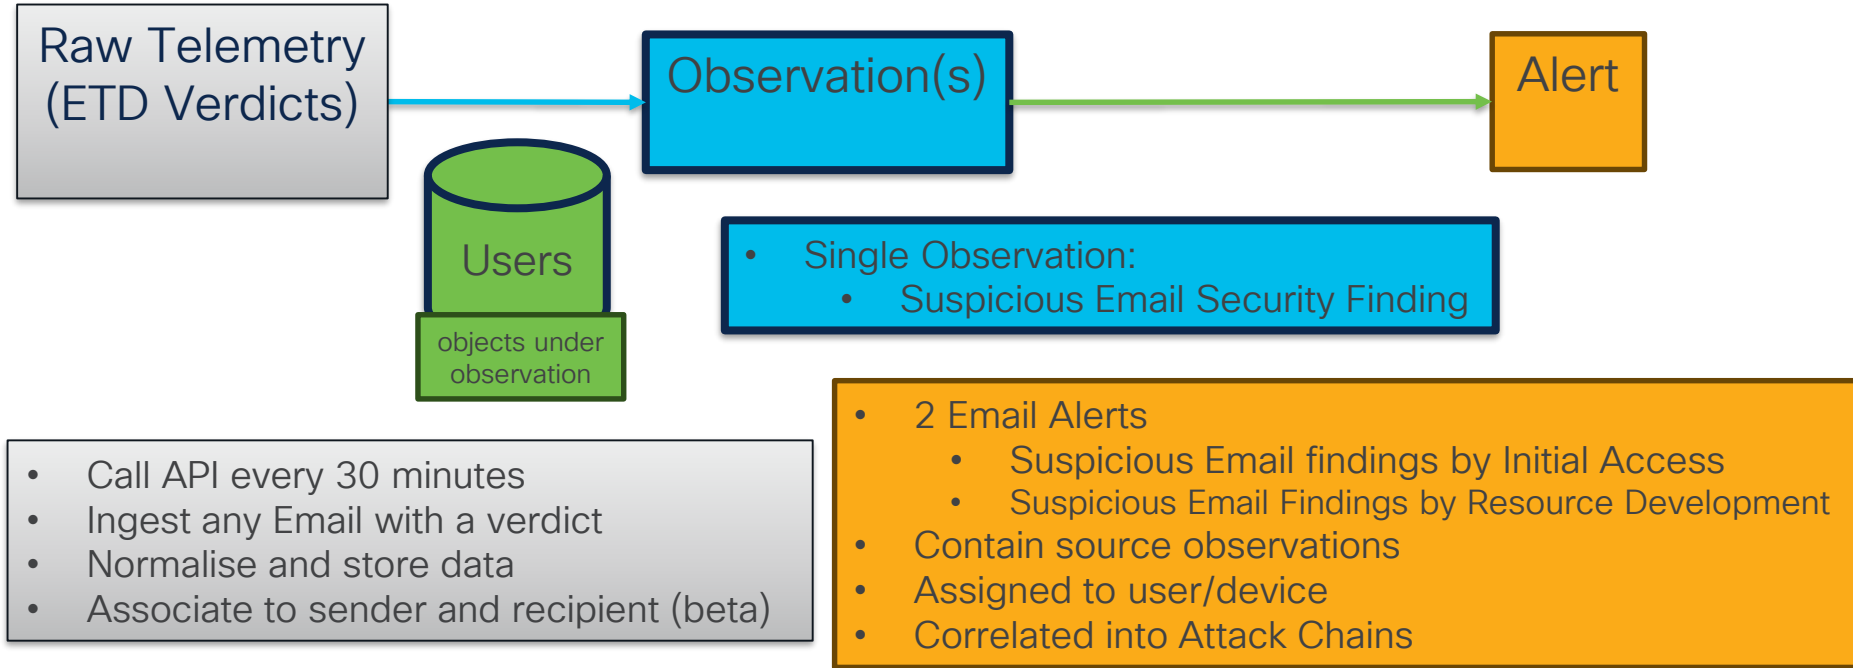 Raw Telemetry
(ETD Verdicts)
Observation(s)
Alert
Users
objects under
observation
• Single Observation:
• Suspicious Email Security Finding
• Call API every 30 minutes
• Ingest any Email with a verdict
• Normalise and store data
• Associate to sender and recipient (beta)
• 2 Email Alerts
• Suspicious Email findings by Initial Access
• Suspicious Email Findings by Resource Development
• Contain source observations
• Assigned to user/device
• Correlated into Attack Chains